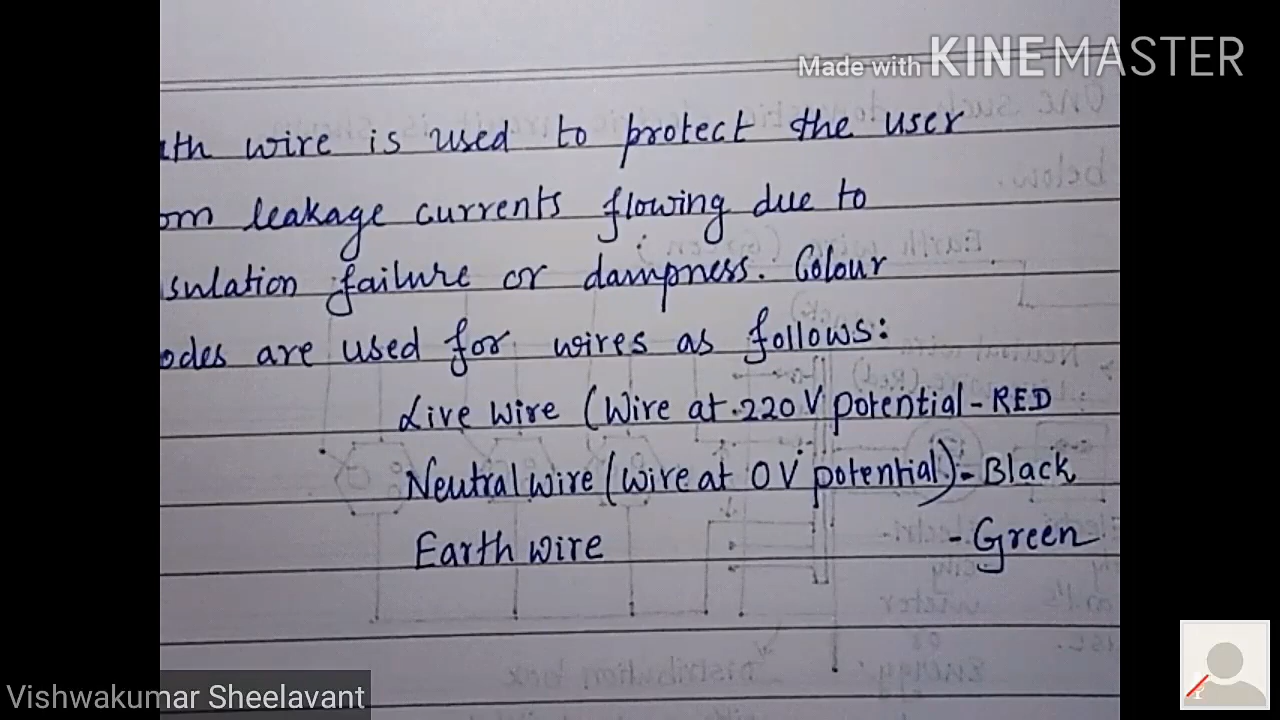 Made with KINEMASTER
th wire is used to protect the user
om leakage currents flowing due to
sulation failure or dampness. Colour
odes are used for wires as follows:
Live wire (Wire at 220 V potential - RED
Neutral wire (Wire at 0 V potential) - Black
Earth wire - Green
Vishwakumar Sheelavant